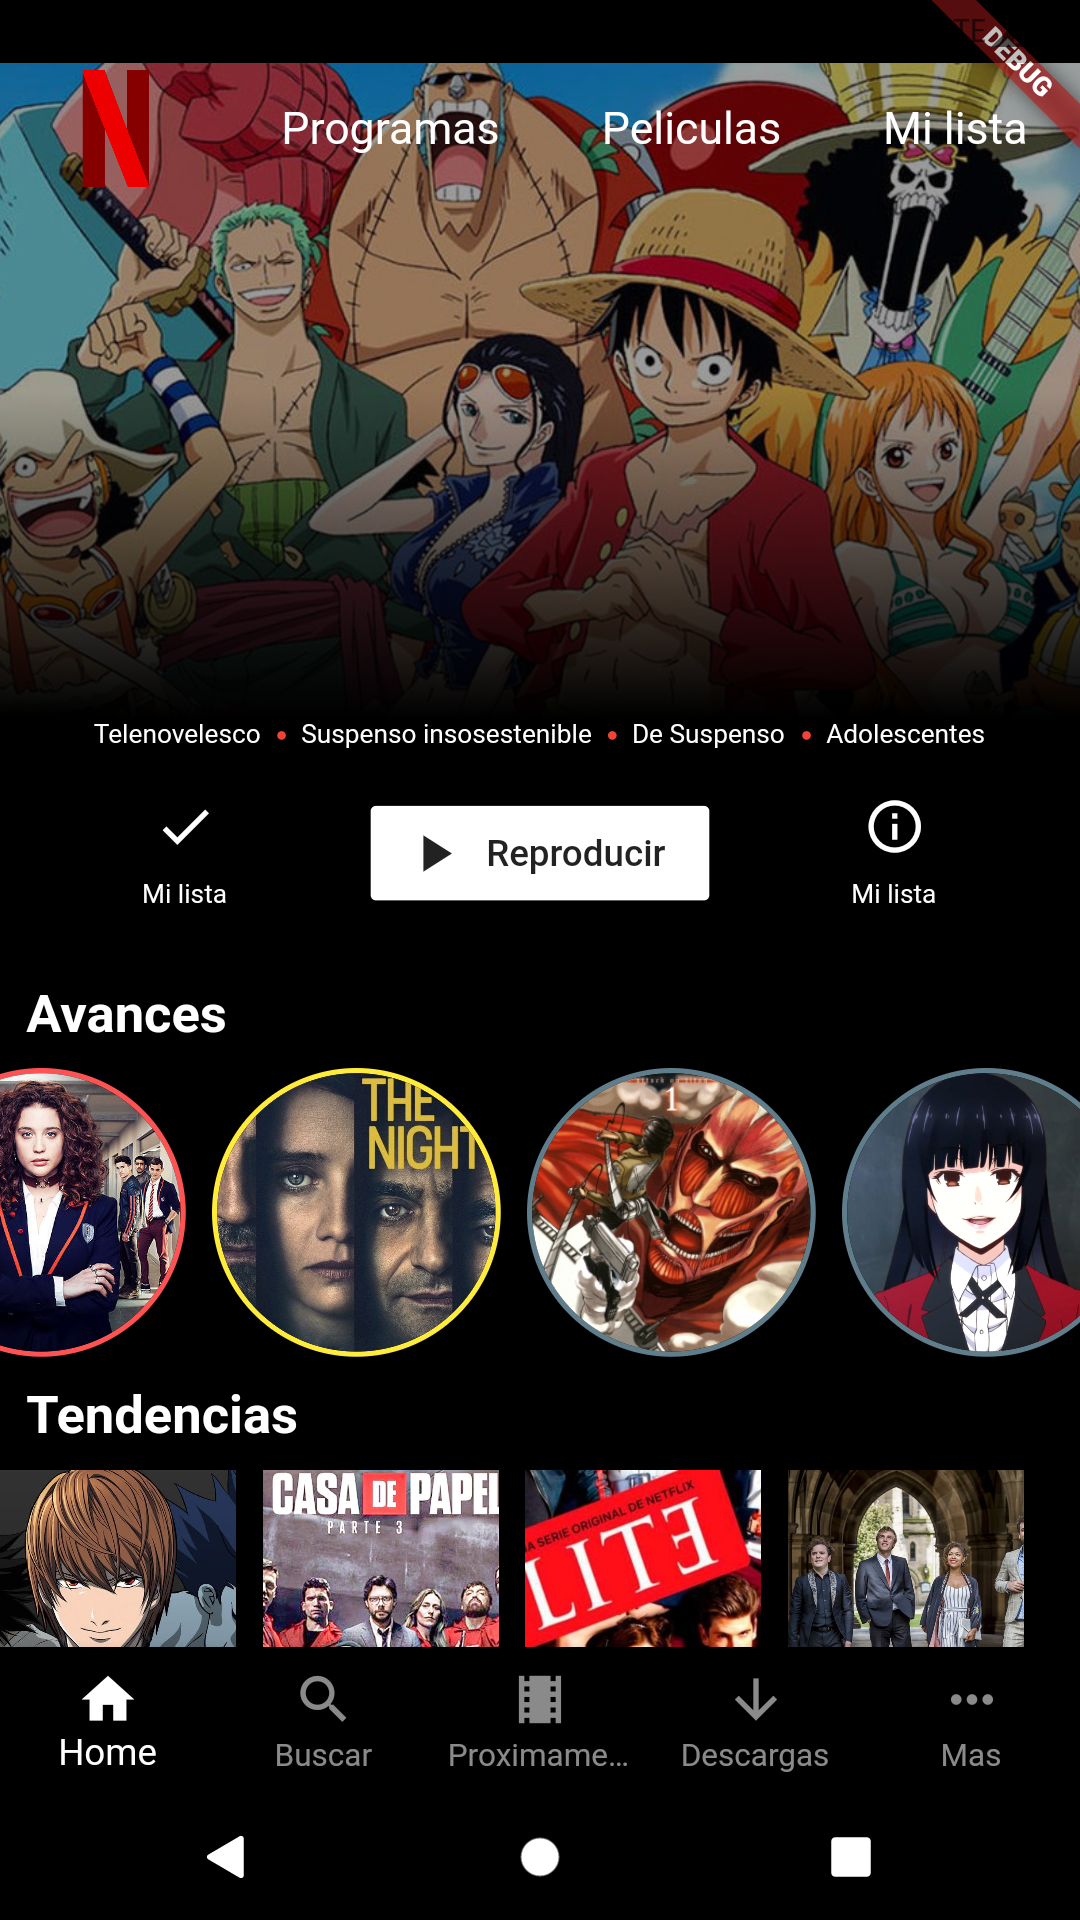 DEBUG
N
Programas Peliculas Mi lista
Telenovelesco • Suspenso insosestenible • De Suspenso • Adolescentes
Mi lista
Reproducir
Mi lista
Avances
THE
NIGHT
1
Tendencias
CASA DE PAPEL
PARTE 3
A SERIE ORIGINAL DE NETFLIX
LITE
Home
Buscar
Proximame...
Descargas
Mas